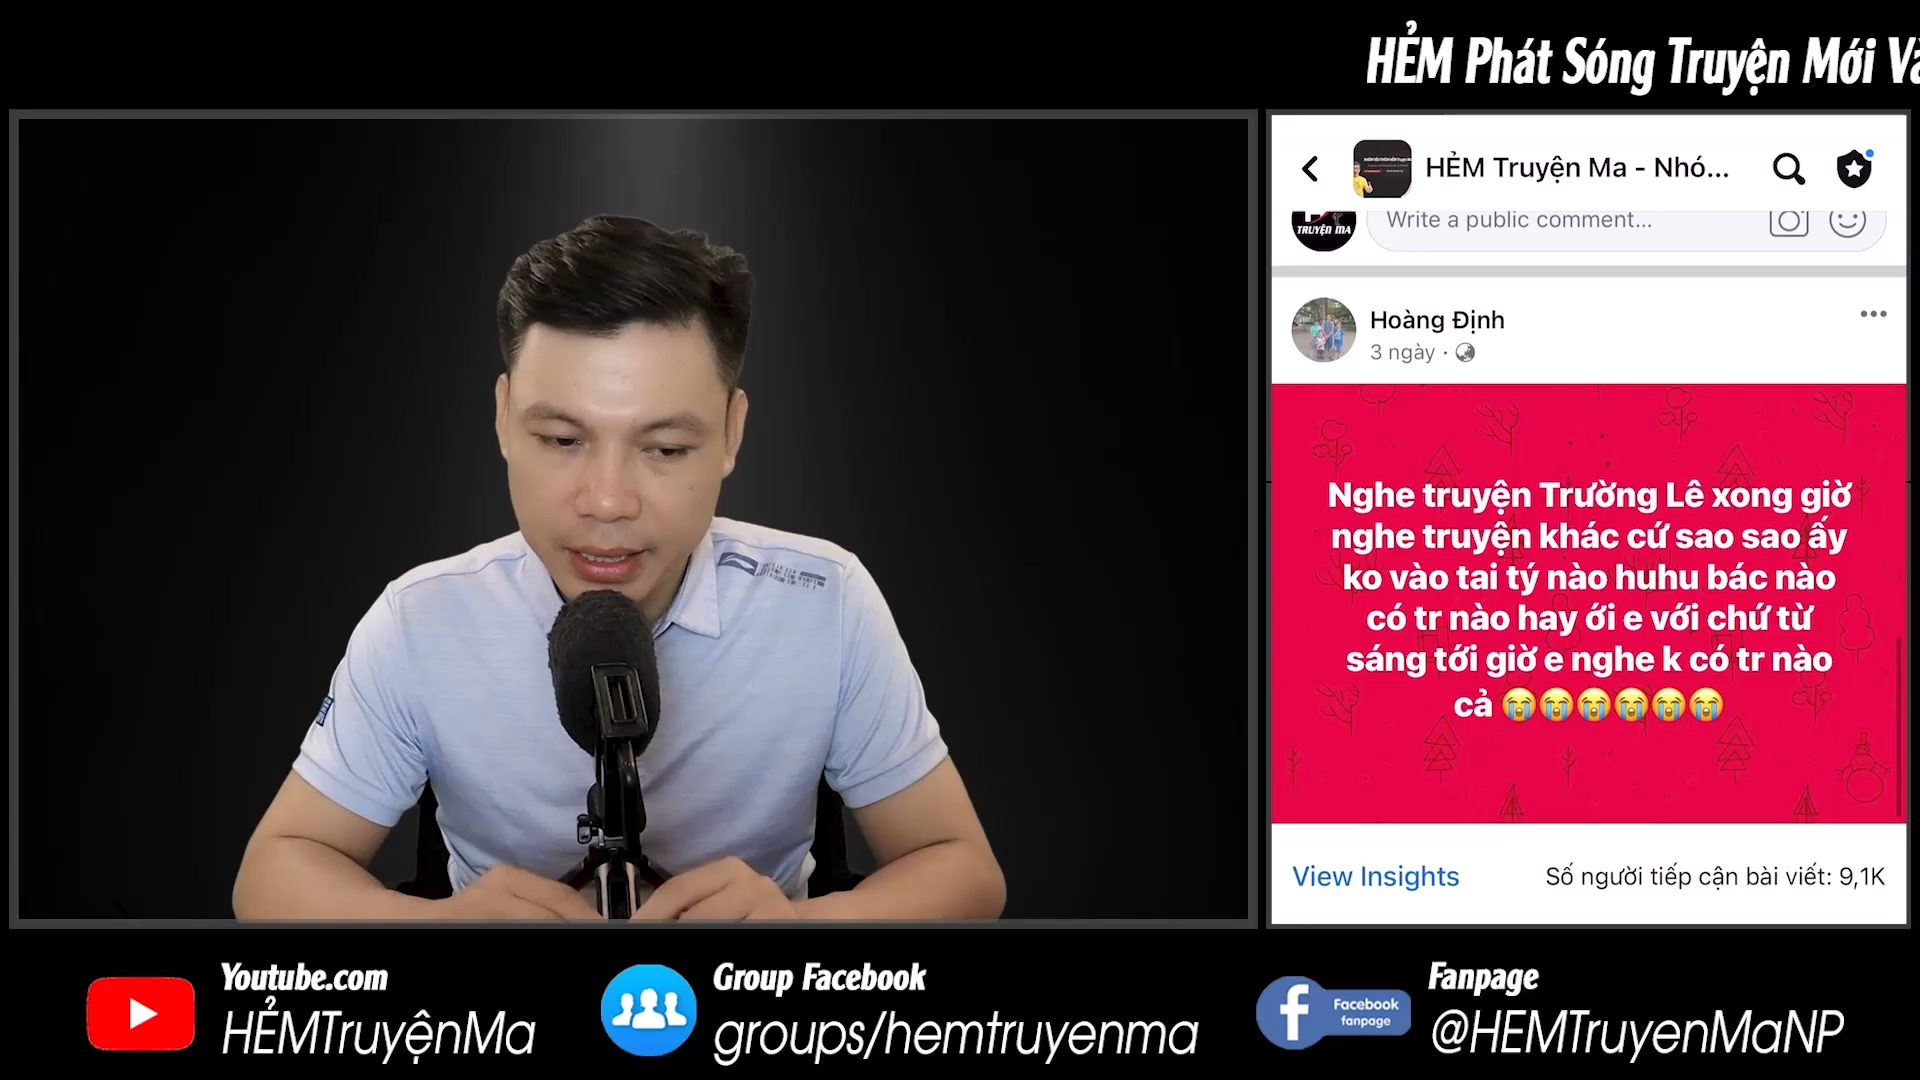 HẺM Phát Sóng Truyện Mới Và
HẺM Truyện Ma - Nhó...
TRUYỆN MA
Write a public comment...
Hoàng Định
3 ngày ·
Nghe truyện Trường Lê xong giờ
nghe truyện khác cứ sao sao ấy
ko vào tai tý nào huhu bác nào
có tr nào hay ới e với chứ từ
sáng tới giờ e nghe k có tr nào
cả 😭😭😭😭😭😭
View Insights
Số người tiếp cận bài viết: 9,1K
Youtube.com
HẺMTruyệnMa
Group Facebook
groups/hemtruyenma
Facebook
fanpage
Fanpage
@HEMTruyenMaNP